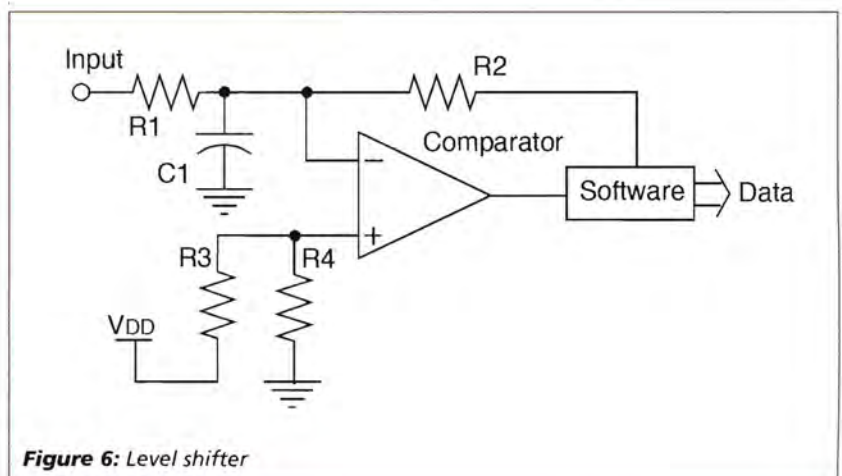 Input
R1
R2
C1
Comparator
−
+
Software
Data
R3
R4
VDD
Figure 6: Level shifter